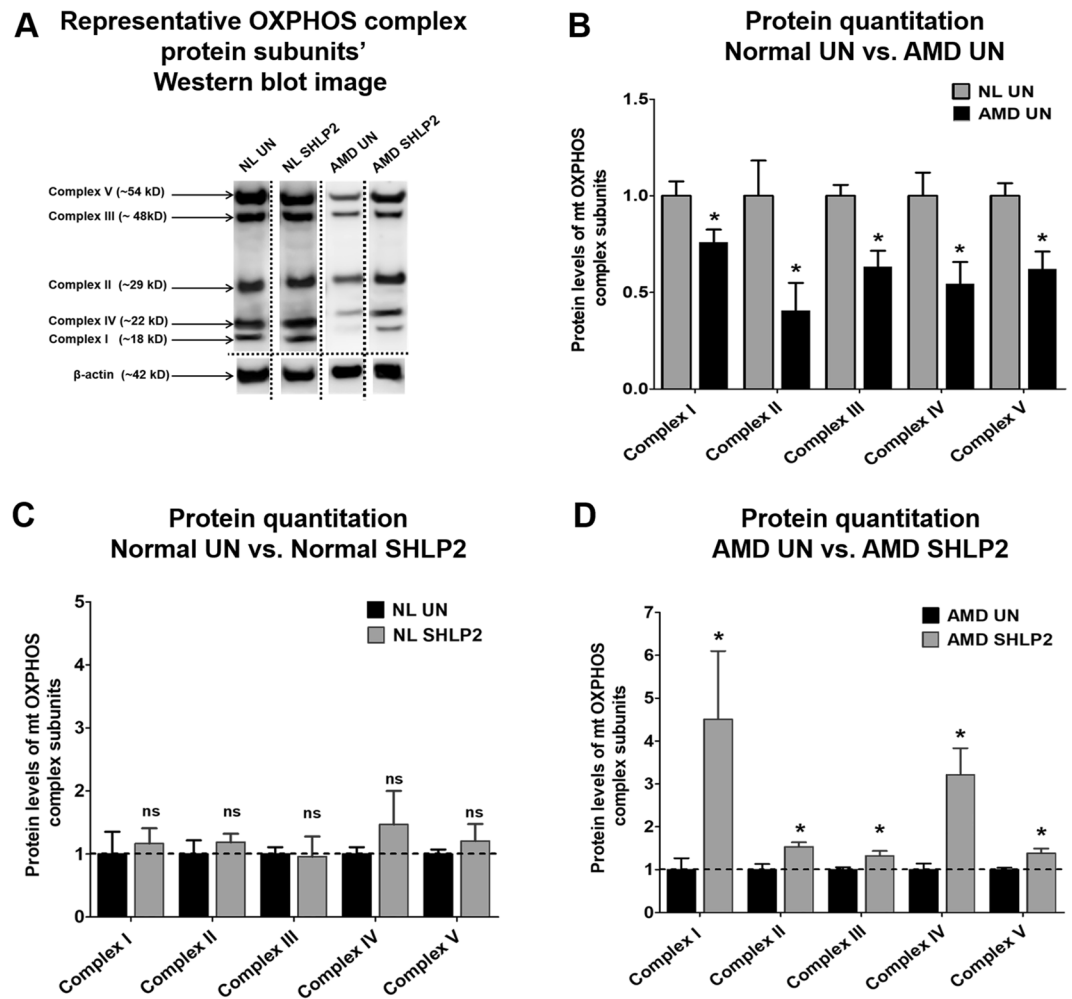 A
Representative OXPHOS complex
protein subunits’
Western blot image
NL UN
NL SHLP2
AMD UN
AMD SHLP2
Complex V (~54 kD)
Complex III (~ 48kD)
Complex II (~29 kD)
Complex IV (~22 kD)
Complex I (~18 kD)
β-actin (~42 kD)
B
Protein quantitation
Normal UN vs. AMD UN
NL UN
AMD UN
Protein levels of mt OXPHOS
complex subunits
1.5
1.0
0.5
0.0
* * * * *
Complex I
Complex II
Complex III
Complex IV
Complex V
C
Protein quantitation
Normal UN vs. Normal SHLP2
NL UN
NL SHLP2
Protein levels of mt OXPHOS
complex subunits
5
4
3
2
1
0
ns ns ns ns ns
Complex I
Complex II
Complex III
Complex IV
Complex V
D
Protein quantitation
AMD UN vs. AMD SHLP2
AMD UN
AMD SHLP2
Protein levels of mt OXPHOS
complex subunits
7
6
5
4
3
2
1
0
* * * * *
Complex I
Complex II
Complex III
Complex IV
Complex V